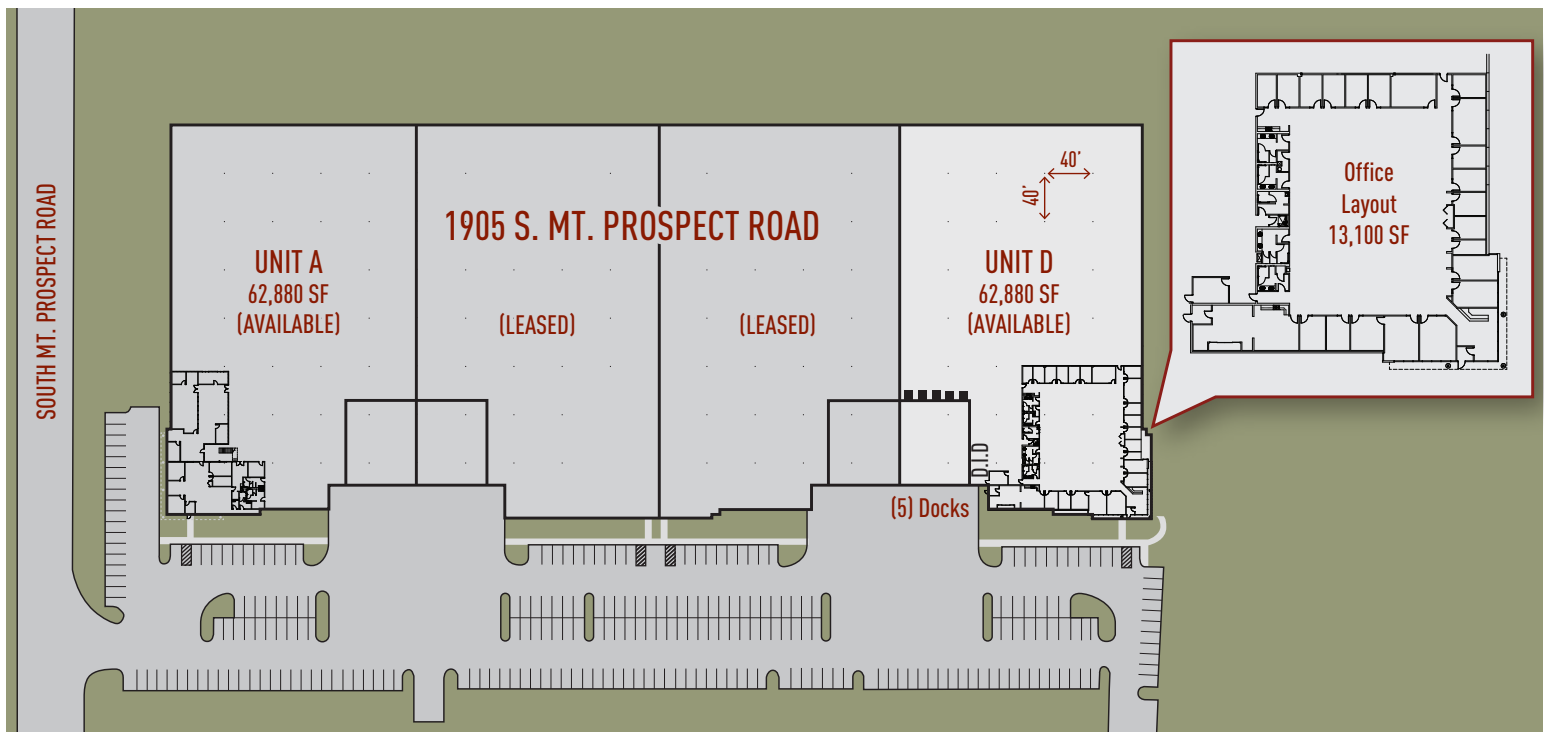 SOUTH MT. PROSPECT ROAD
1905 S. MT. PROSPECT ROAD
UNIT A
62,880 SF
(AVAILABLE)
(LEASED)
(LEASED)
40'
40'
UNIT D
62,880 SF
(AVAILABLE)
D.I.D
(5) Docks
Office
Layout
13,100 SF